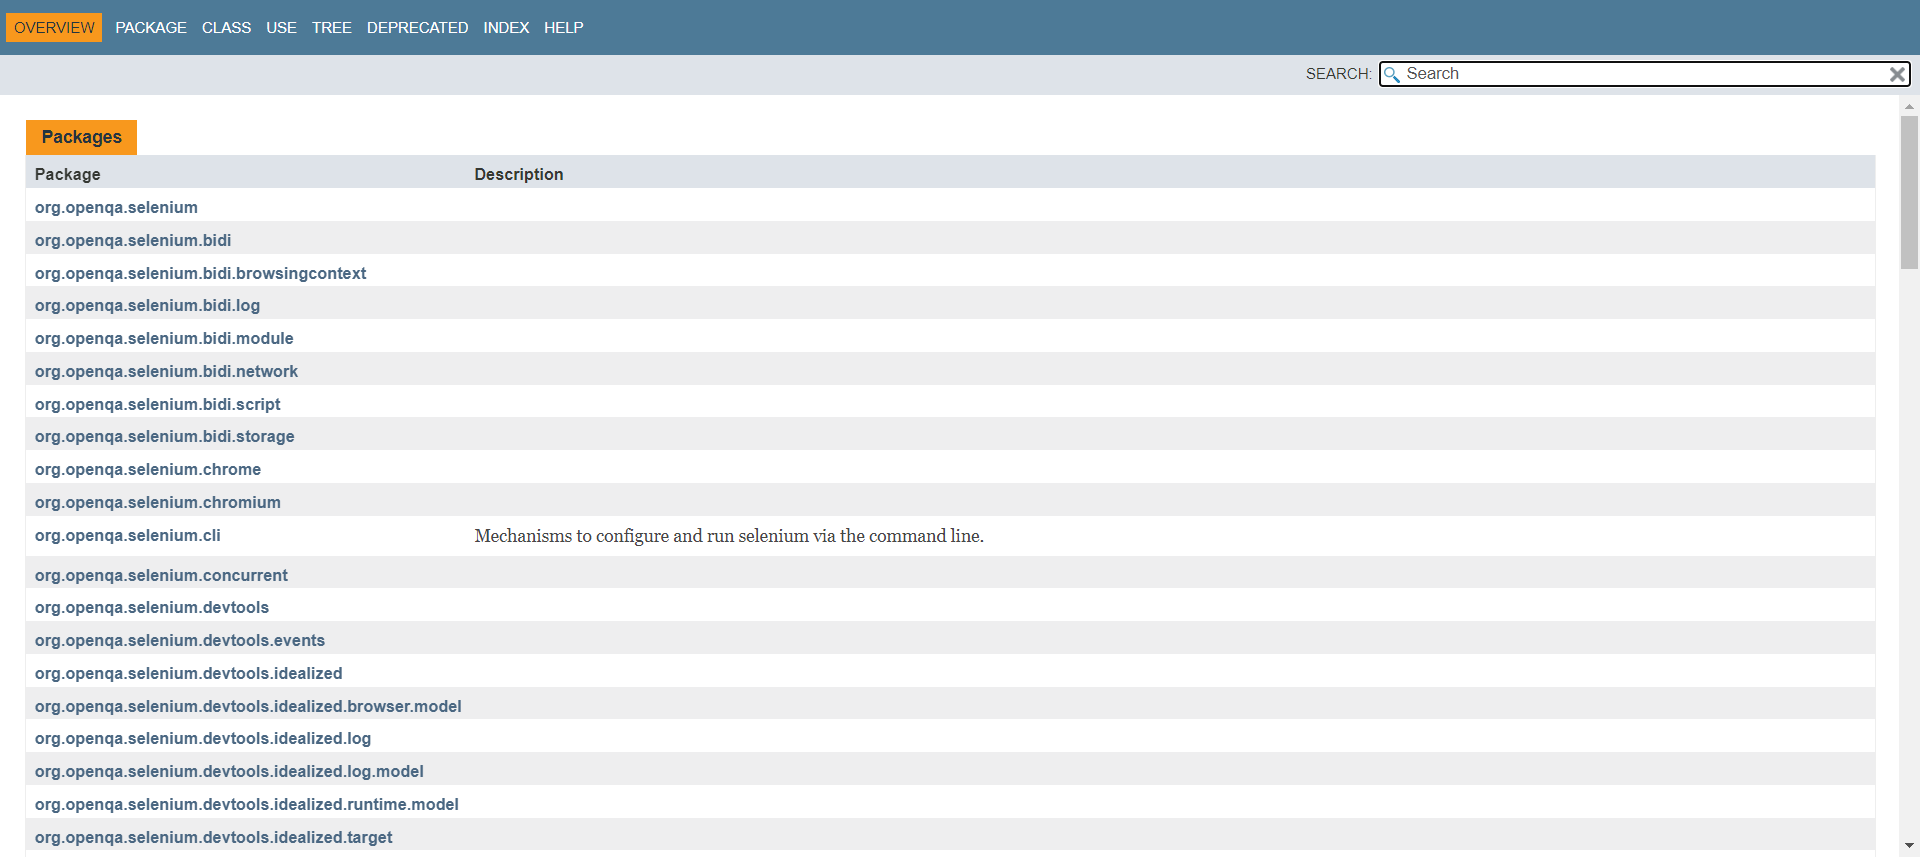 OVERVIEW PACKAGE CLASS USE TREE DEPRECATED INDEX HELP
SEARCH: Search
Packages
Package Description
org.openqa.selenium
org.openqa.selenium.bidi
org.openqa.selenium.bidi.browsingcontext
org.openqa.selenium.bidi.log
org.openqa.selenium.bidi.module
org.openqa.selenium.bidi.network
org.openqa.selenium.bidi.script
org.openqa.selenium.bidi.storage
org.openqa.selenium.chrome
org.openqa.selenium.chromium
org.openqa.selenium.cli Mechanisms to configure and run selenium via the command line.
org.openqa.selenium.concurrent
org.openqa.selenium.devtools
org.openqa.selenium.devtools.events
org.openqa.selenium.devtools.idealized
org.openqa.selenium.devtools.idealized.browser.model
org.openqa.selenium.devtools.idealized.log
org.openqa.selenium.devtools.idealized.log.model
org.openqa.selenium.devtools.idealized.runtime.model
org.openqa.selenium.devtools.idealized.target